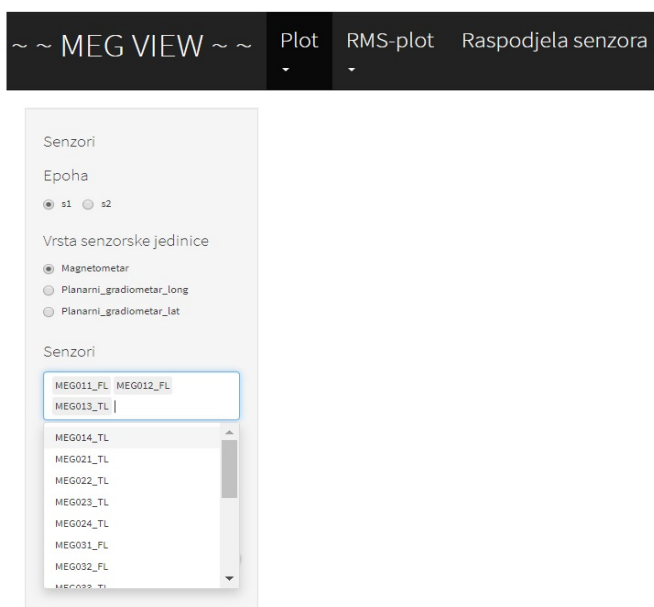 ~ ~ MEG VIEW ~ ~ Plot RMS-plot Raspodjela senzora
Senzori
Epoha
s1 s2
Vrsta senzorske jedinice
Magnetometar
Planarni_gradiometar_long
Planarni_gradiometar_lat
Senzori
MEG011_FL MEG012_FL
MEG013_TL
MEG014_TL
MEG021_TL
MEG022_TL
MEG023_TL
MEG024_TL
MEG031_FL
MEG032_FL
MEG033_TL